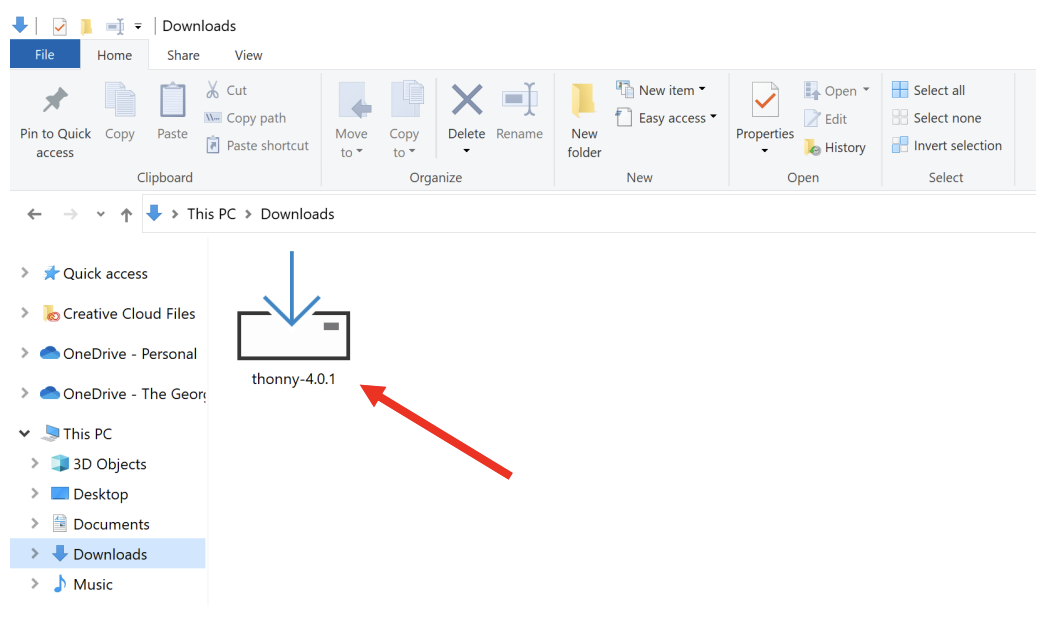 Downloads
File Home Share View
Pin to Quick access
Copy
Paste
Cut
Copy path
Paste shortcut
Clipboard
Move to
Copy to
Delete
Rename
Organize
New folder
New item
Easy access
New
Properties
Open
Edit
History
Open
Select all
Select none
Invert selection
Select
This PC > Downloads
Quick access
Creative Cloud Files
OneDrive - Personal
OneDrive - The Georg
This PC
3D Objects
Desktop
Documents
Downloads
Music
thonny-4.0.1